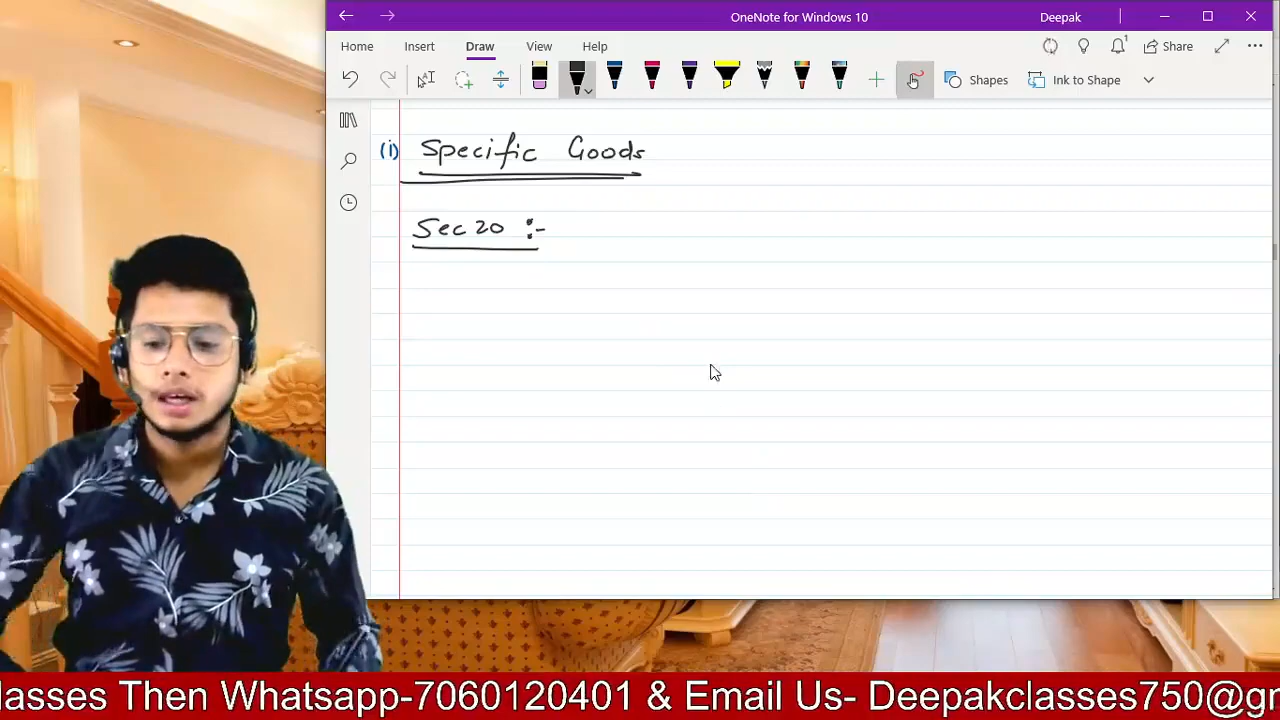 OneNote for Windows 10
Deepak
Home Insert Draw View Help
Share
Shapes
Ink to Shape
(i) Specific Goods
Sec 20 :-
lasses Then Whatsapp-7060120401 & Email Us- Deepakclasses750@gm